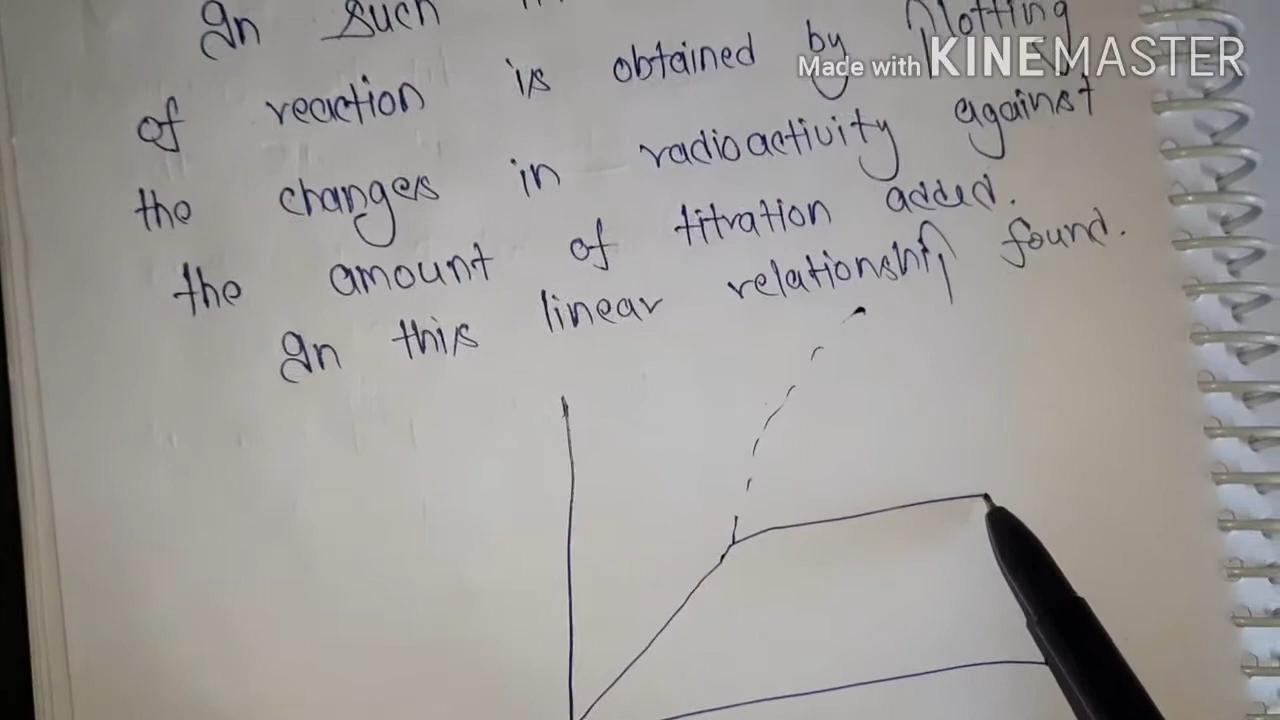 In such
of reaction is obtained by plotting
the changes in radioactivity against
the amount of titration added.
In this linear relationship found.
Made with KINEMASTER